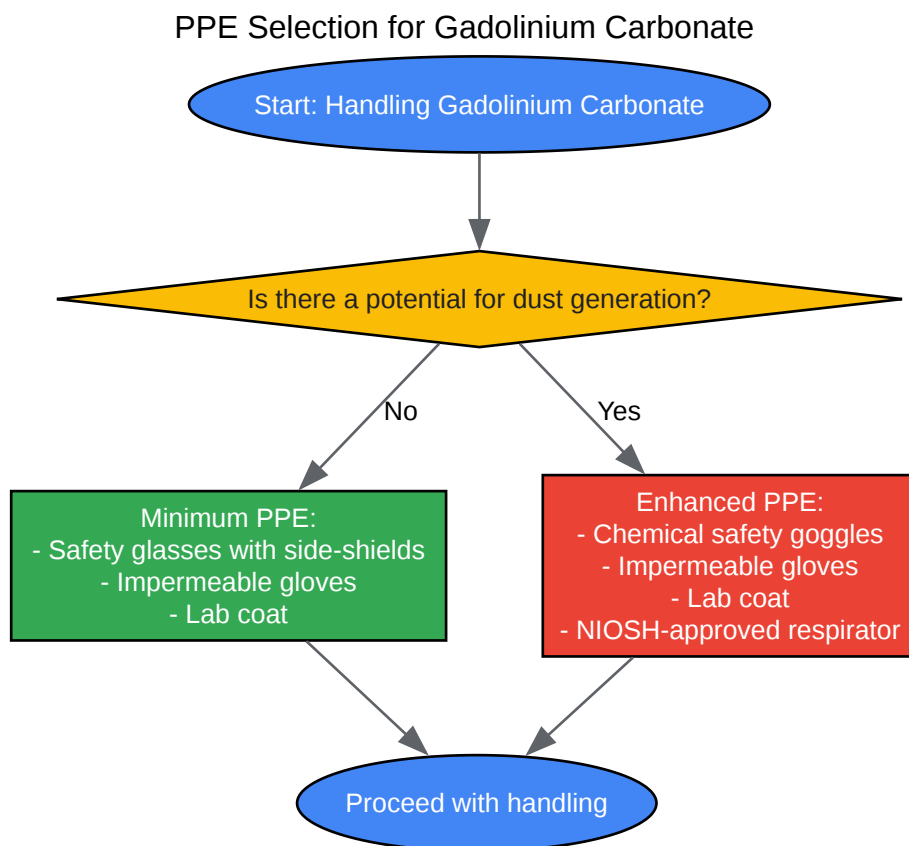 PPE Selection for Gadolinium Carbonate
Start: Handling Gadolinium Carbonate
Is there a potential for dust generation?
No
Yes
Minimum PPE:
- Safety glasses with side-shields
- Impermeable gloves
- Lab coat
Enhanced PPE:
- Chemical safety goggles
- Impermeable gloves
- Lab coat
- NIOSH-approved respirator
Proceed with handling